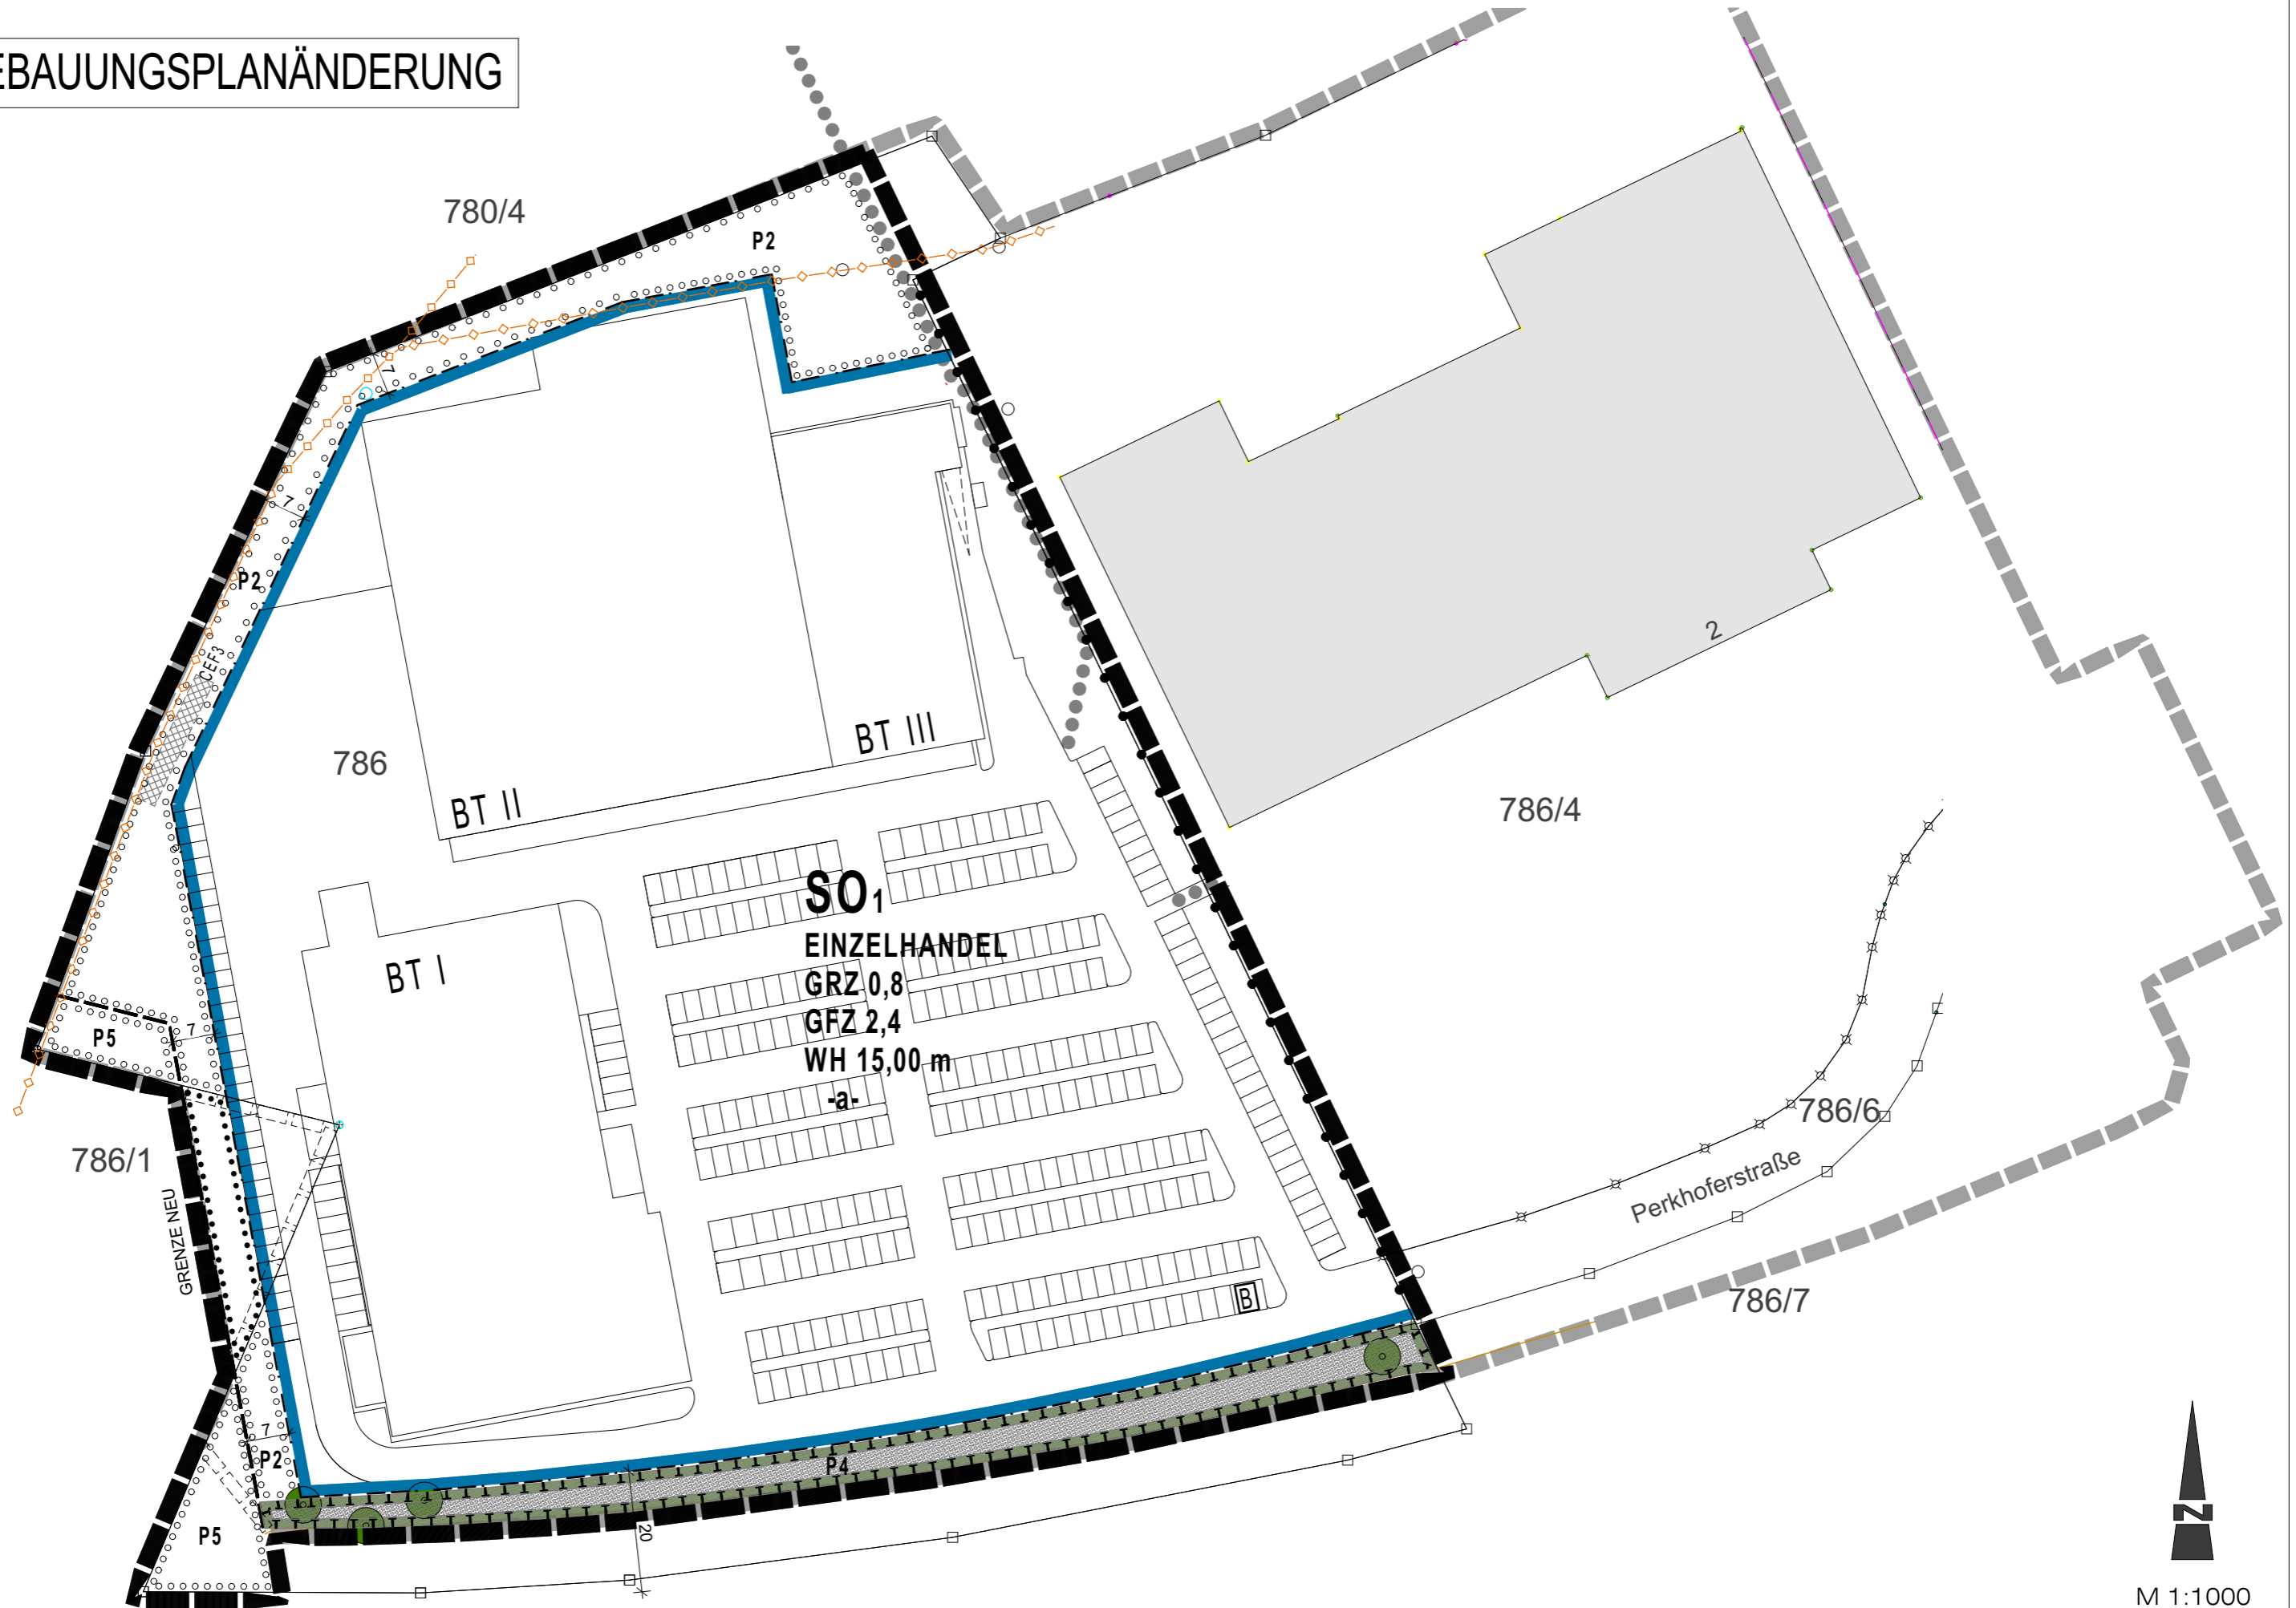 EBAUUNGSPLANÄNDERUNG
780/4
P2
7
7
P2
CEF3
2
786
BT III
BT II
786/4
SO1
EINZELHANDEL
GRZ 0,8
GFZ 2,4
WH 15,00 m
-a-
BT I
P5
7
786/1
GRENZE NEU
786/6
Perkhoferstraße
786/7
B
7
P2
P4
P5
20
N
M 1:1000